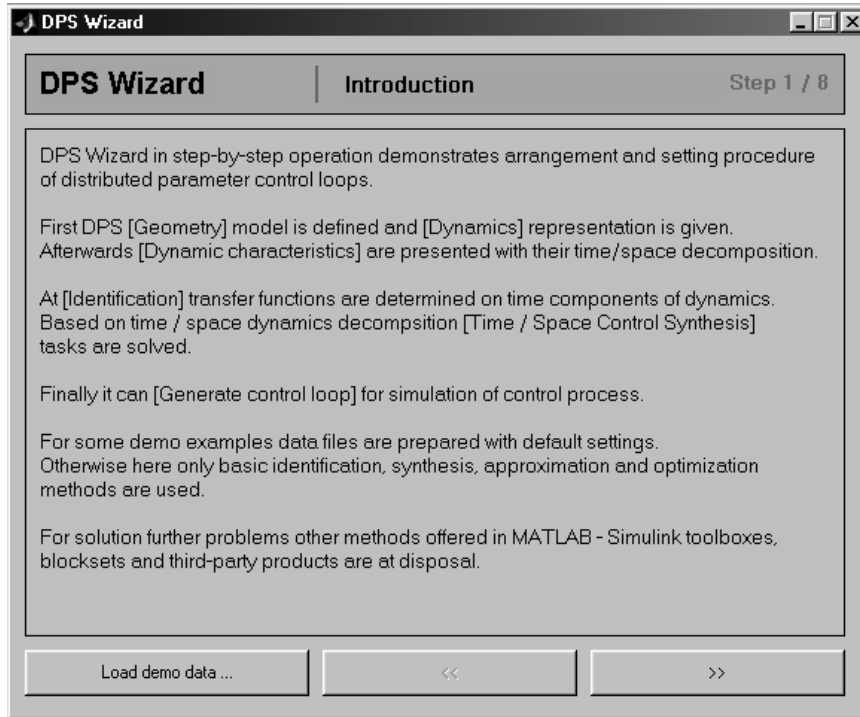 DPS Wizard
DPS Wizard
Introduction
Step 1 / 8
DPS Wizard in step-by-step operation demonstrates arrangement and setting procedure
of distributed parameter control loops.
First DPS [Geometry] model is defined and [Dynamics] representation is given.
Afterwards [Dynamic characteristics] are presented with their time/space decomposition.
At [Identification] transfer functions are determined on time components of dynamics.
Based on time / space dynamics decompsition [Time / Space Control Synthesis]
tasks are solved.
Finally it can [Generate control loop] for simulation of control process.
For some demo examples data files are prepared with default settings.
Otherwise here only basic identification, synthesis, approximation and optimization
methods are used.
For solution further problems other methods offered in MATLAB - Simulink toolboxes,
blocksets and third-party products are at disposal.
Load demo data ...
<<
>>